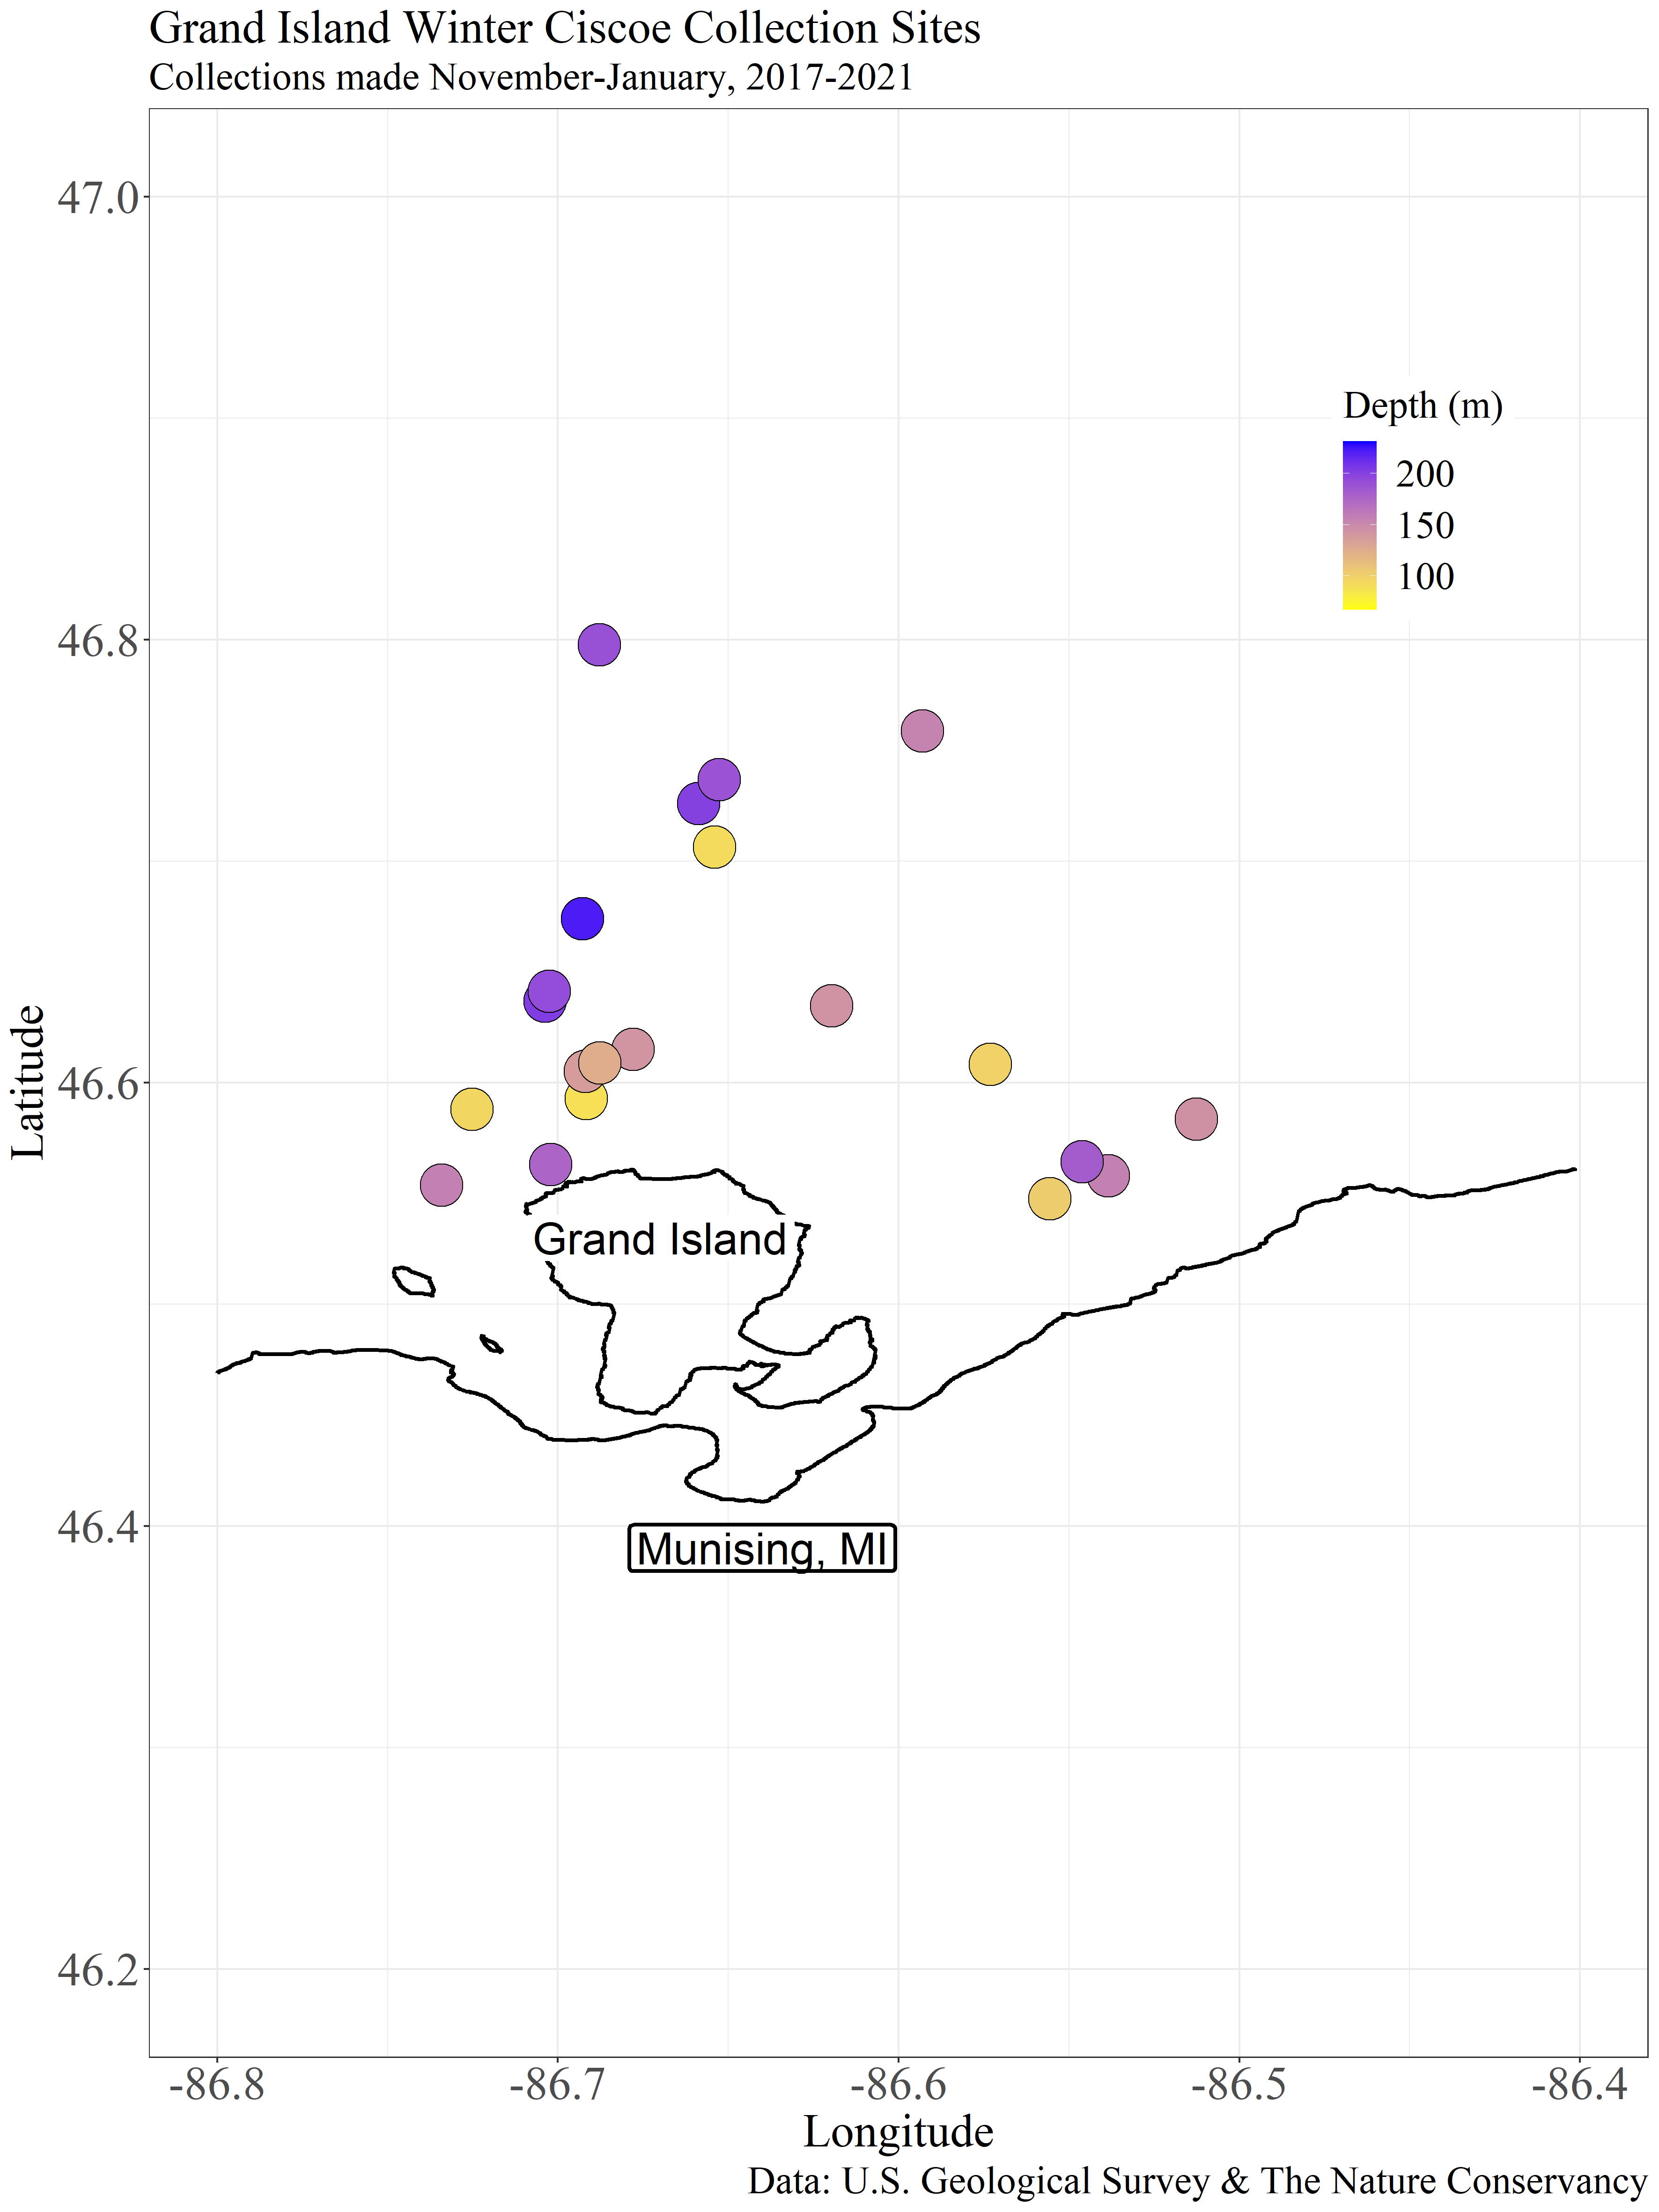 Grand Island Winter Ciscoe Collection Sites
Collections made November-January, 2017-2021
47.0
Depth (m)
200
150
100
46.8
Latitude
46.6
Grand Island
46.4
Munising, MI
46.2
-86.8 -86.7 -86.6 -86.5 -86.4
Longitude
Data: U.S. Geological Survey & The Nature Conservancy